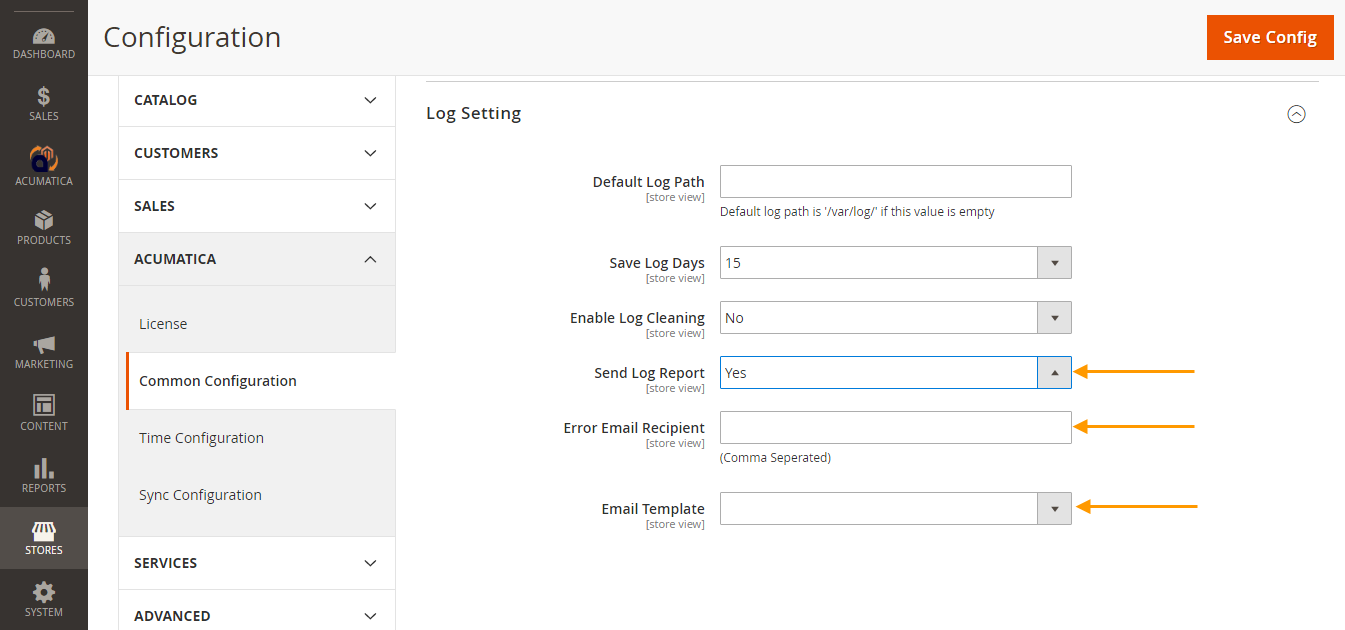 DASHBOARD
SALES
ACUMATICA
PRODUCTS
CUSTOMERS
MARKETING
CONTENT
REPORTS
STORES
SYSTEM
Configuration
Save Config
CATALOG
CUSTOMERS
SALES
ACUMATICA
License
Common Configuration
Time Configuration
Sync Configuration
SERVICES
ADVANCED
Log Setting
Default Log Path
[store view]
Default log path is '/var/log/' if this value is empty
Save Log Days
[store view]
15
Enable Log Cleaning
[store view]
No
Send Log Report
[store view]
Yes
Error Email Recipient
[store view]
(Comma Seperated)
Email Template
[store view]